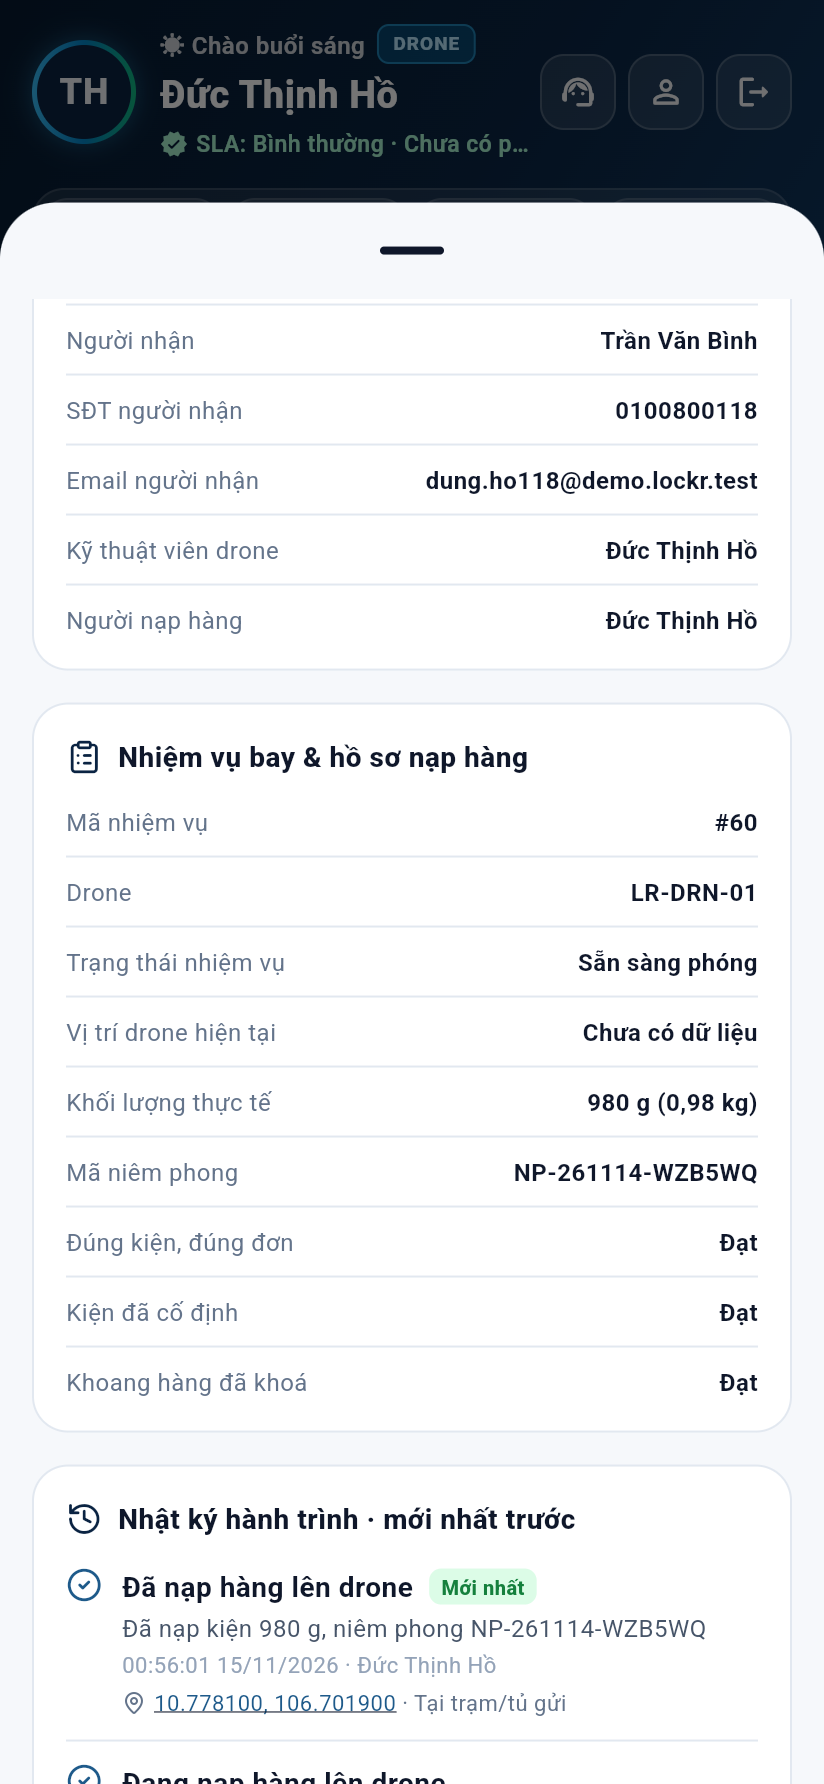 TH
Chào buổi sáng DRONE
Đức Thịnh Hồ
SLA: Bình thường · Chưa có p...
Người nhận Trần Văn Bình
SĐT người nhận 0100800118
Email người nhận dung.ho118@demo.lockr.test
Kỹ thuật viên drone Đức Thịnh Hồ
Người nạp hàng Đức Thịnh Hồ
Nhiệm vụ bay & hồ sơ nạp hàng
Mã nhiệm vụ #60
Drone LR-DRN-01
Trạng thái nhiệm vụ Sẵn sàng phóng
Vị trí drone hiện tại Chưa có dữ liệu
Khối lượng thực tế 980 g (0,98 kg)
Mã niêm phong NP-261114-WZB5WQ
Đúng kiện, đúng đơn Đạt
Kiện đã cố định Đạt
Khoang hàng đã khoá Đạt
Nhật ký hành trình · mới nhất trước
Đã nạp hàng lên drone Mới nhất
Đã nạp kiện 980 g, niêm phong NP-261114-WZB5WQ
00:56:01 15/11/2026 · Đức Thịnh Hồ
10.778100, 106.701900 · Tại trạm/tủ gửi
Đang nạp hàng lên drone